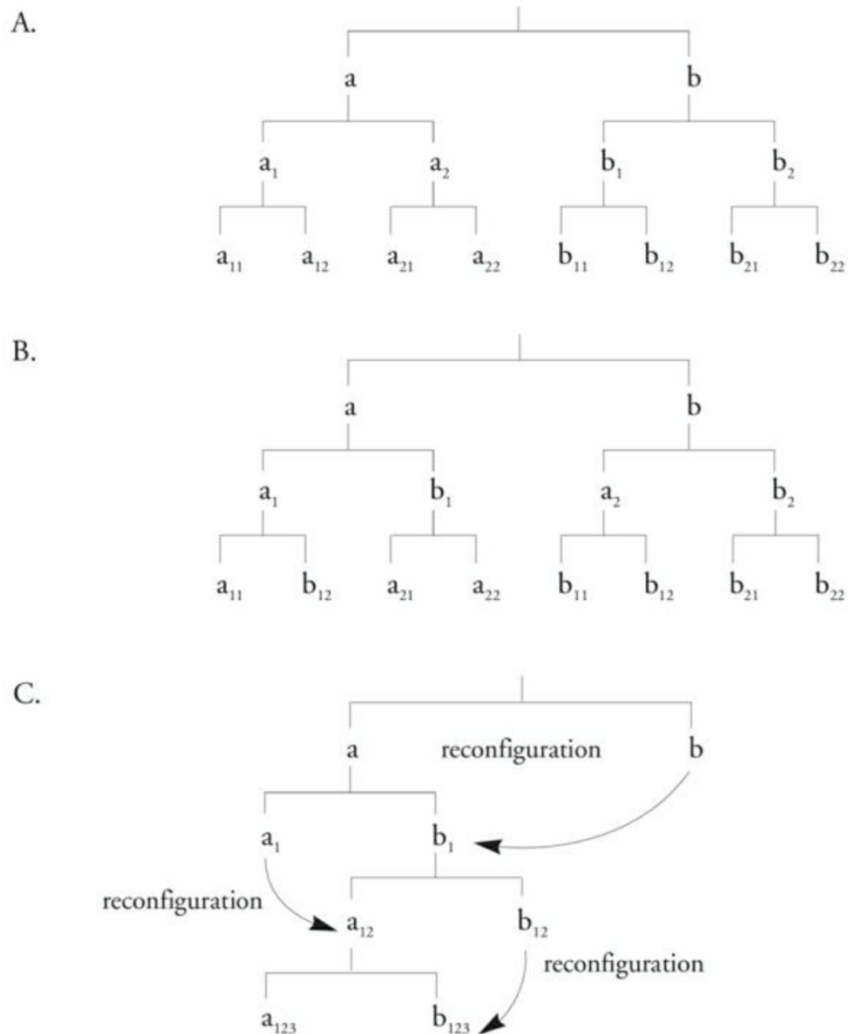 A.
a b
a₁ a₂ b₁ b₂
a₁₁ a₁₂ a₂₁ a₂₂ b₁₁ b₁₂ b₂₁ b₂₂
B.
a b
a₁ b₁ a₂ b₂
a₁₁ b₁₂ a₂₁ a₂₂ b₁₁ b₁₂ b₂₁ b₂₂
C.
a reconfiguration b
a₁ b₁
reconfiguration
a₁₂ b₁₂
reconfiguration
a₁₂₃ b₁₂₃